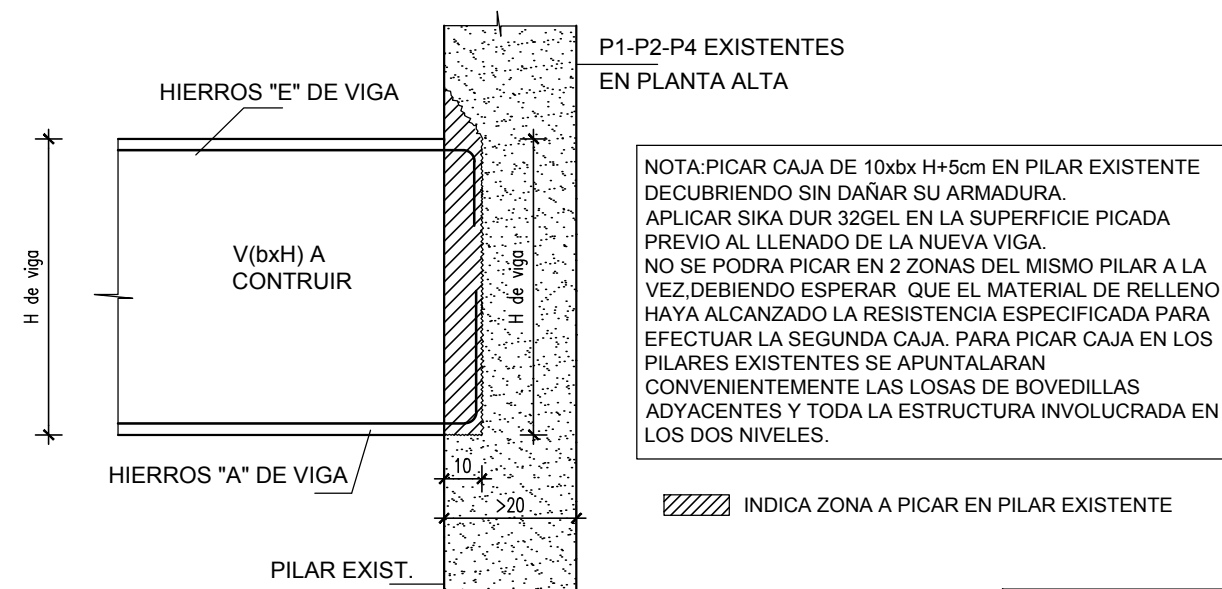 P1-P2-P4 EXISTENTES
EN PLANTA ALTA
HIERROS "E" DE VIGA
H de viga
V(bxH) A
CONTRUIR
H de viga
NOTA:PICAR CAJA DE 10xbx H+5cm EN PILAR EXISTENTE
DECUBRIENDO SIN DAÑAR SU ARMADURA.
APLICAR SIKA DUR 32GEL EN LA SUPERFICIE PICADA
PREVIO AL LLENADO DE LA NUEVA VIGA.
NO SE PODRA PICAR EN 2 ZONAS DEL MISMO PILAR A LA
VEZ,DEBIENDO ESPERAR QUE EL MATERIAL DE RELLENO
HAYA ALCANZADO LA RESISTENCIA ESPECIFICADA PARA
EFECTUAR LA SEGUNDA CAJA. PARA PICAR CAJA EN LOS
PILARES EXISTENTES SE APUNTALARAN
CONVENIENTEMENTE LAS LOSAS DE BOVEDILLAS
ADYACENTES Y TODA LA ESTRUCTURA INVOLUCRADA EN
LOS DOS NIVELES.
HIERROS "A" DE VIGA
10
>20
INDICA ZONA A PICAR EN PILAR EXISTENTE
PILAR EXIST.